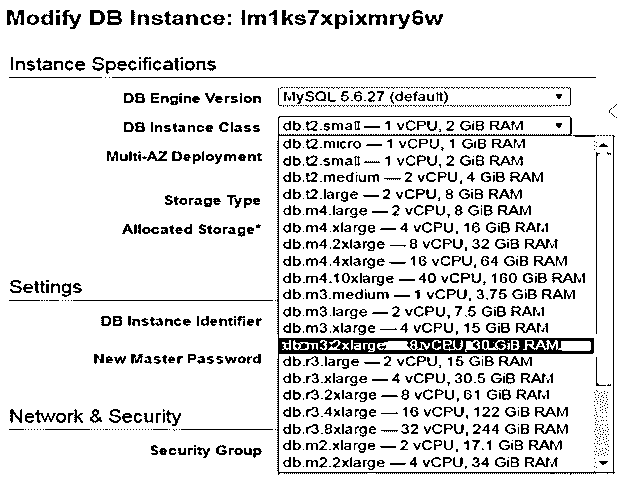 Modify DB Instance: lm1ks7xpixmry6w
Instance Specifications
DB Engine Version MySQL 5.6.27 (default)
DB Instance Class db.t2.small — 1 vCPU, 2 GiB RAM
Multi-AZ Deployment
Storage Type
Allocated Storage*
db.t2.micro — 1 vCPU, 1 GiB RAM
db.t2.small — 1 vCPU, 2 GiB RAM
db.t2.medium — 2 vCPU, 4 GiB RAM
db.t2.large — 2 vCPU, 8 GiB RAM
db.m4.large — 2 vCPU, 8 GiB RAM
db.m4.xlarge — 4 vCPU, 16 GiB RAM
db.m4.2xlarge — 8 vCPU, 32 GiB RAM
db.m4.4xlarge — 16 vCPU, 64 GiB RAM
db.m4.10xlarge — 40 vCPU, 160 GiB RAM
db.m3.medium — 1 vCPU, 3.75 GiB RAM
db.m3.large — 2 vCPU, 7.5 GiB RAM
db.m3.xlarge — 4 vCPU, 15 GiB RAM
db.m3.2xlarge — 8 vCPU, 30 GiB RAM
db.r3.large — 2 vCPU, 15 GiB RAM
db.r3.xlarge — 4 vCPU, 30.5 GiB RAM
db.r3.2xlarge — 8 vCPU, 61 GiB RAM
db.r3.4xlarge — 16 vCPU, 122 GiB RAM
db.r3.8xlarge — 32 vCPU, 244 GiB RAM
db.m2.xlarge — 2 vCPU, 17.1 GiB RAM
db.m2.2xlarge — 4 vCPU, 34 GiB RAM
Settings
DB Instance Identifier
New Master Password
Network & Security
Security Group